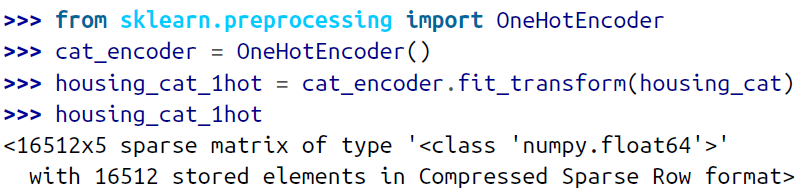 >>> from sklearn.preprocessing import OneHotEncoder
>>> cat_encoder = OneHotEncoder()
>>> housing_cat_1hot = cat_encoder.fit_transform(housing_cat)
>>> housing_cat_1hot
<16512x5 sparse matrix of type '<class 'numpy.float64'>'
  with 16512 stored elements in Compressed Sparse Row format>